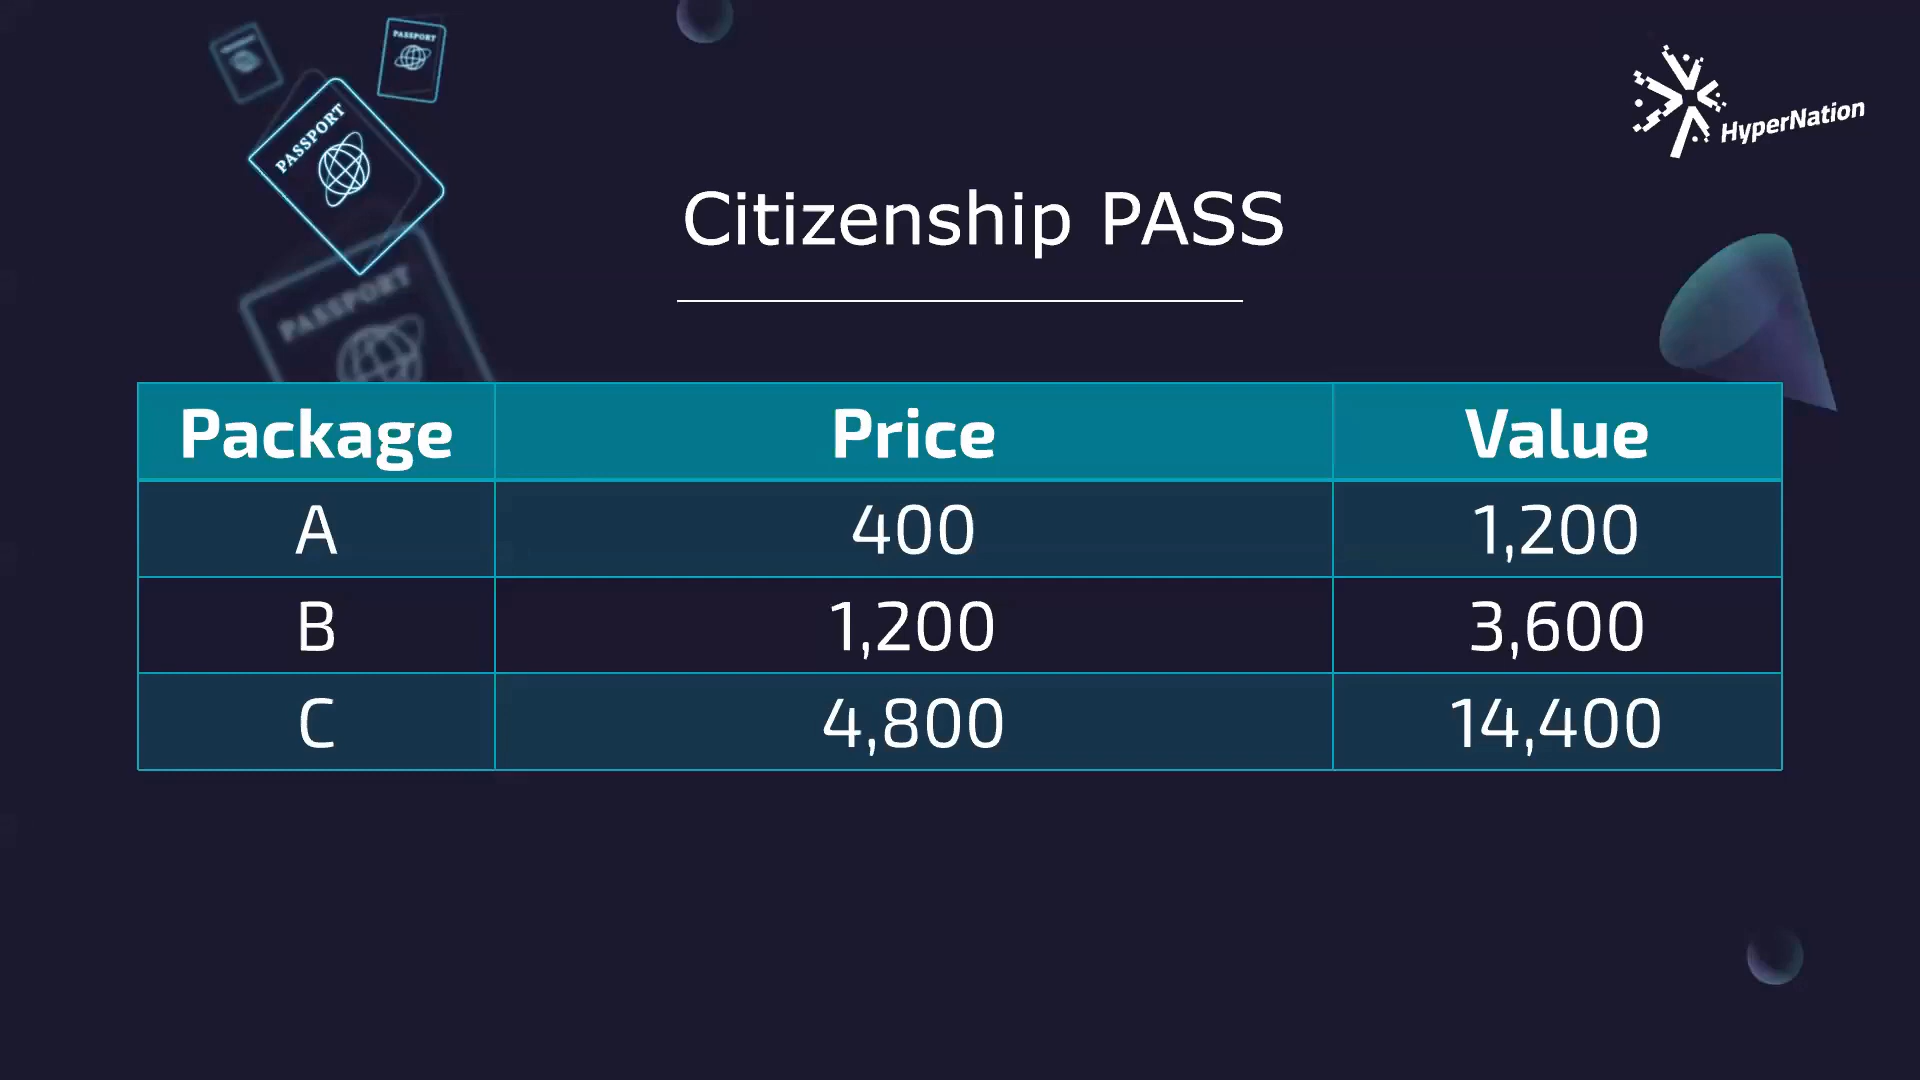 PASSPORT
PASSPORT
HyperNation
PASSPORT
Citizenship PASS
Package Price Value
A 400 1,200
B 1,200 3,600
C 4,800 14,400